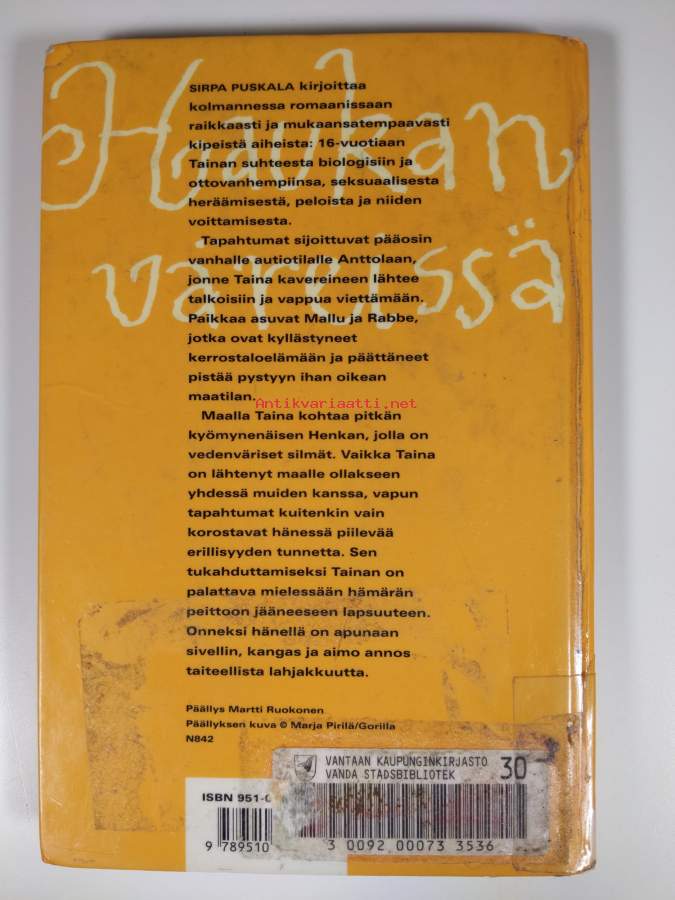 Haukan
väreissä
SIRPA PUSKALA kirjoittaa
kolmannessa romaanissaan
raikkaasti ja mukaansatempaavasti
kipeistä aiheista: 16-vuotiaan
Tainan suhteesta biologisiin ja
ottovanhempiinsa, seksuaalisesta
heräämisestä, peloista ja niiden
voittamisesta.
Tapahtumat sijoittuvat pääosin
vanhalle autiotilalle Anttolaan,
jonne Taina kavereineen lähtee
talkoisiin ja vappua viettämään.
Paikkaa asuvat Mallu ja Rabbe,
jotka ovat kyllästyneet
kerrostaloelämään ja päättäneet
pistää pystyyn ihan oikean
maatilan.
Antikvariaatti.net
Maalla Taina kohtaa pitkän
kyömynenäisen Henkan, jolla on
vedenväriset silmät. Vaikka Taina
on lähtenyt maalle ollakseen
yhdessä muiden kanssa, vapun
tapahtumat kuitenkin vain
korostavat hänessä piilevää
erillisyyden tunnetta. Sen
tukahduttamiseksi Tainan on
palattava mielessään hämärän
peittoon jääneeseen lapsuuteen.
Onneksi hänellä on apunaan
sivellin, kangas ja aimo annos
taiteellista lahjakkuutta.
Päällys Martti Ruokonen
Päällyksen kuva © Marja Pirilä/Gorilla
N842
VANTAAN KAUPUNGINKIRJASTO 30
VANDA STADSBIBLIOTEK
ISBN 951-0
3 0092 00073 3536
9 789510